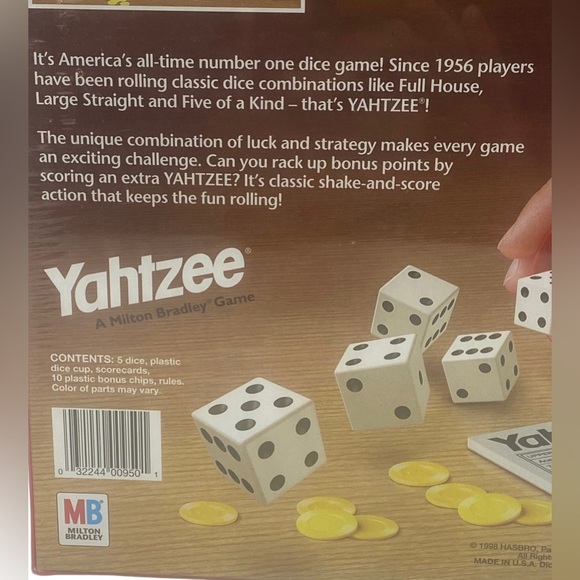 It's America's all-time number one dice game! Since 1956 players
have been rolling classic dice combinations like Full House,
Large Straight and Five of a Kind – that's YAHTZEE®!
The unique combination of luck and strategy makes every game
an exciting challenge. Can you rack up bonus points by
scoring an extra YAHTZEE? It's classic shake-and-score
action that keeps the fun rolling!
Yahtzee®
A Milton Bradley® Game
CONTENTS: 5 dice, plastic
dice cup, scorecards,
10 plastic bonus chips, rules.
Color of parts may vary.
0 32244 00950 1
MB®
MILTON
BRADLEY
Yah
© 1998 HASBRO, Pa
All Right
MADE IN U.S.A. Dic